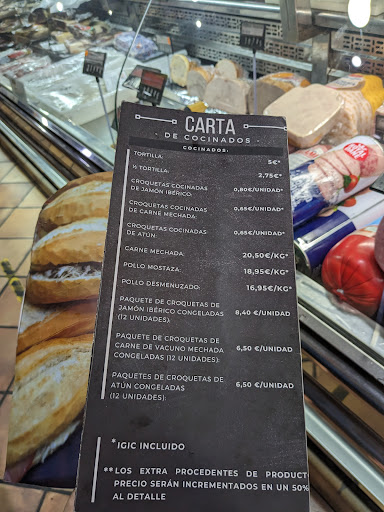 CARTA
· DE COCINADOS ·
COCINADOS:
TORTILLA: 5€*
½ TORTILLA: 2,75€*
CROQUETAS COCINADAS
DE JAMÓN IBÉRICO: 0,80€/UNIDAD*
CROQUETAS COCINADAS
DE CARNE MECHADA: 0,65€/UNIDAD*
CROQUETAS COCINADAS
DE ATÚN: 0,65€/UNIDAD*
CARNE MECHADA: 20,50€/KG*
POLLO MOSTAZA: 18,95€/KG*
POLLO DESMENUZADO: 16,95€/KG*
PAQUETE DE CROQUETAS DE
JAMÓN IBÉRICO CONGELADAS 8,40 €/UNIDAD
(12 UNIDADES):
PAQUETE DE CROQUETAS DE
CARNE DE VACUNO MECHADA 6,50 €/UNIDAD
CONGELADAS (12 UNIDADES):
PAQUETES DE CROQUETAS DE
ATÚN CONGELADAS 6,50 €/UNIDAD
(12 UNIDADES):
*IGIC INCLUIDO
**LOS EXTRA PROCEDENTES DE PRODUCT
PRECIO SERÁN INCREMENTADOS EN UN 50%
AL DETALLE